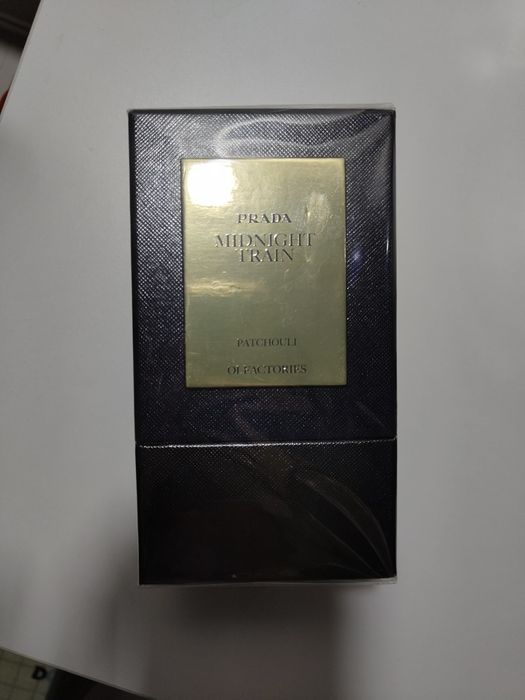 PRADA
MIDNIGHT
TRAIN
PATCHOULI
OLFACTORIES
D